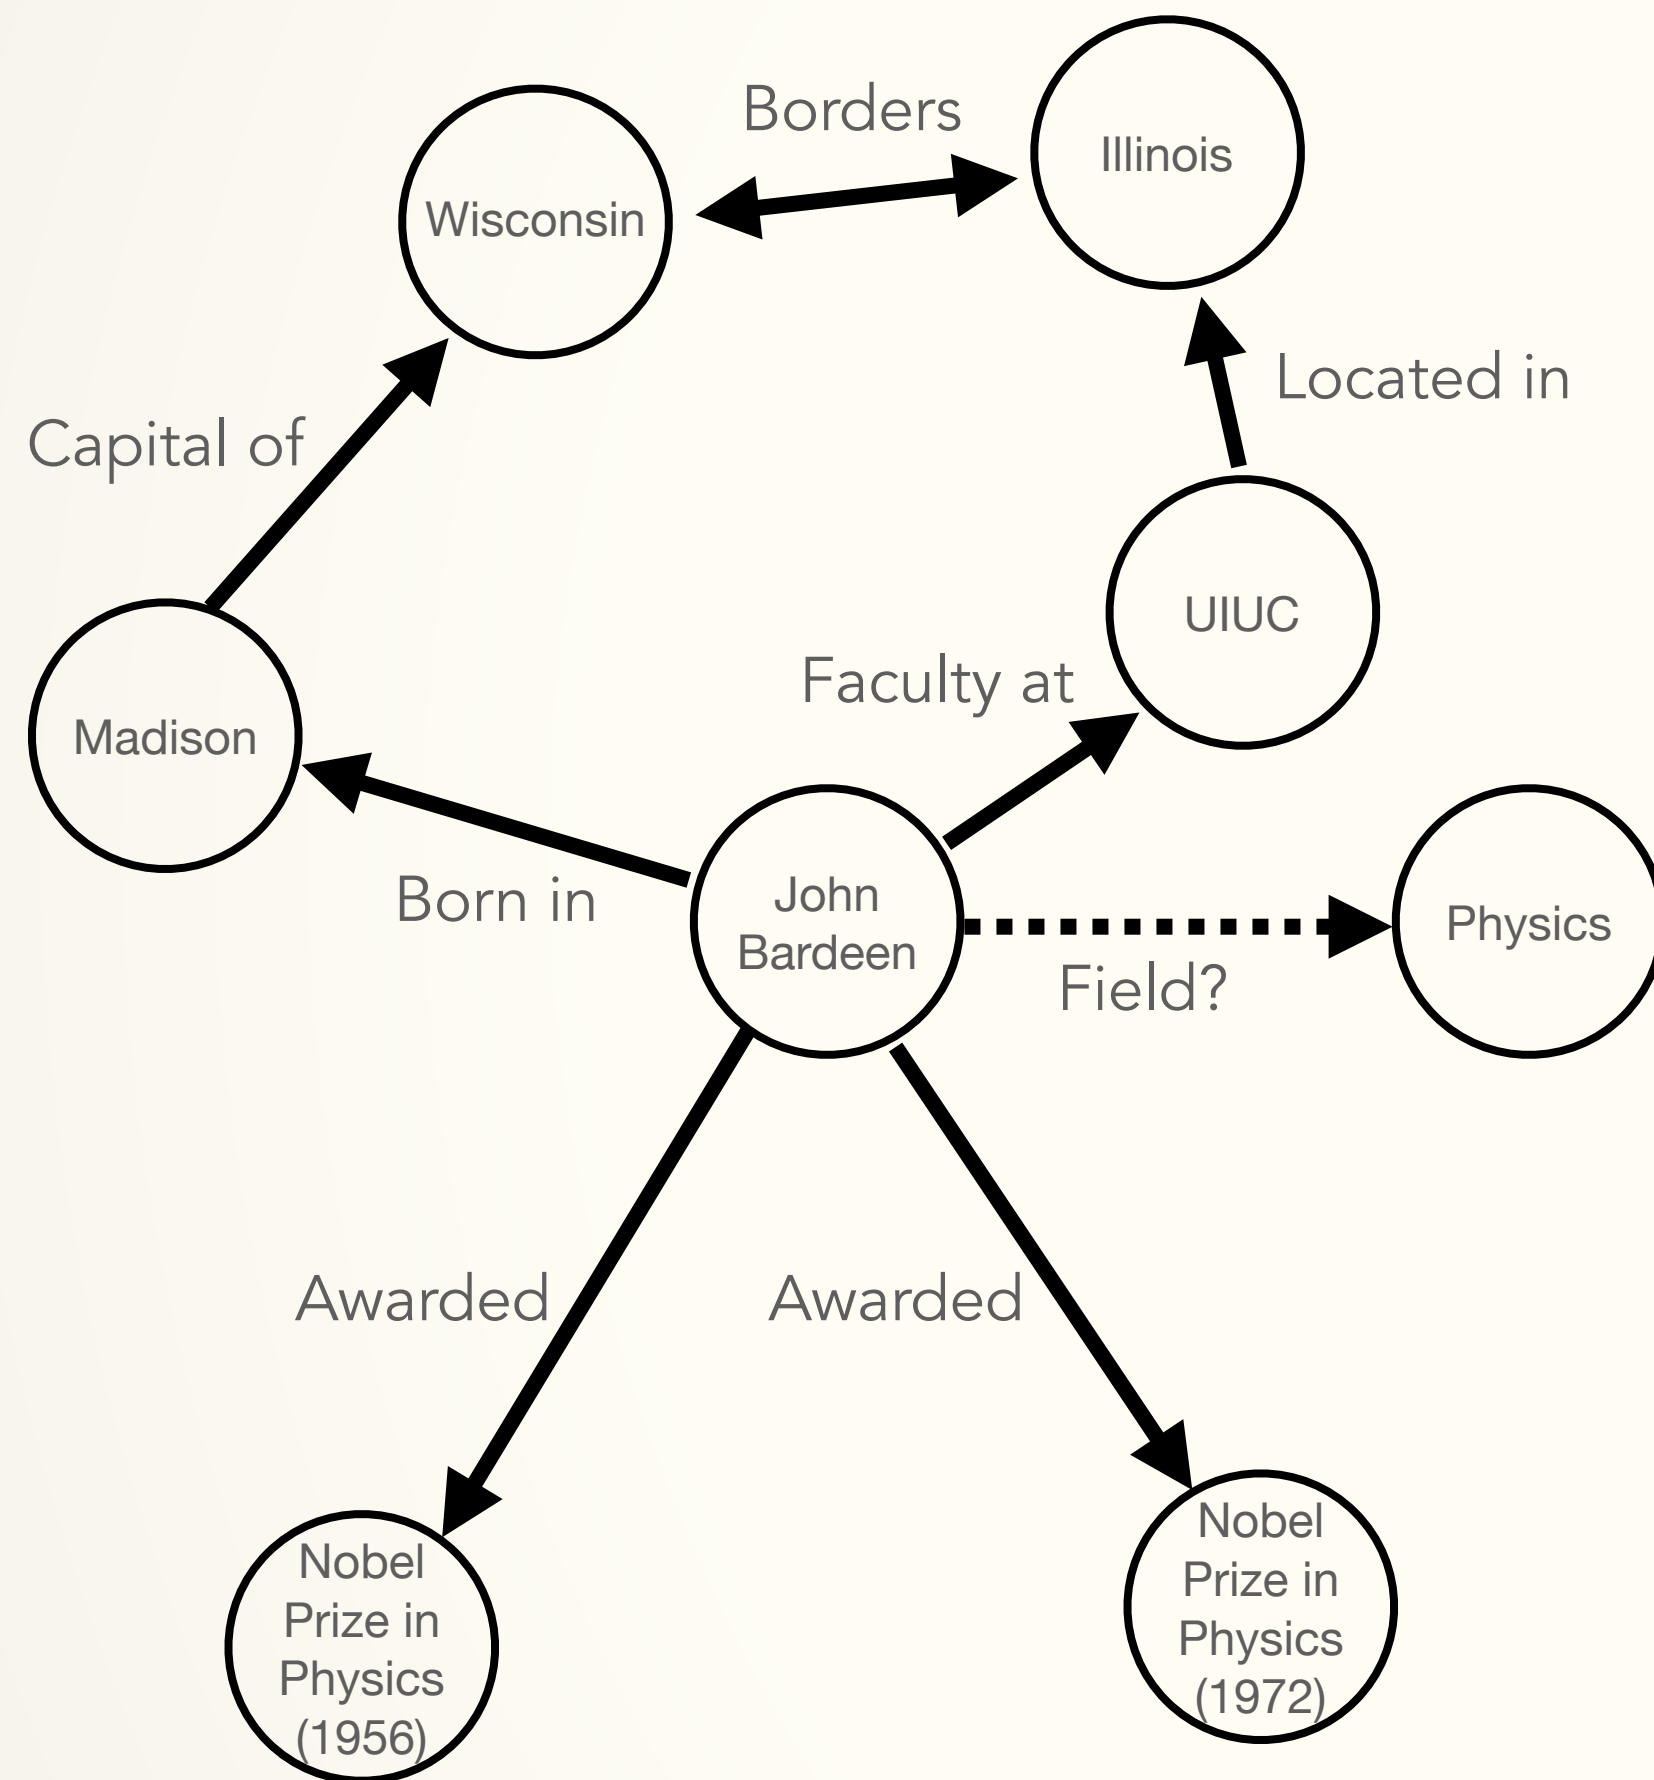 Borders
Illinois
Wisconsin
Located in
Capital of
UIUC
Faculty at
Madison
Born in
John
Bardeen
Physics
Field?
Awarded
Awarded
Nobel
Prize in
Physics
(1956)
Nobel
Prize in
Physics
(1972)